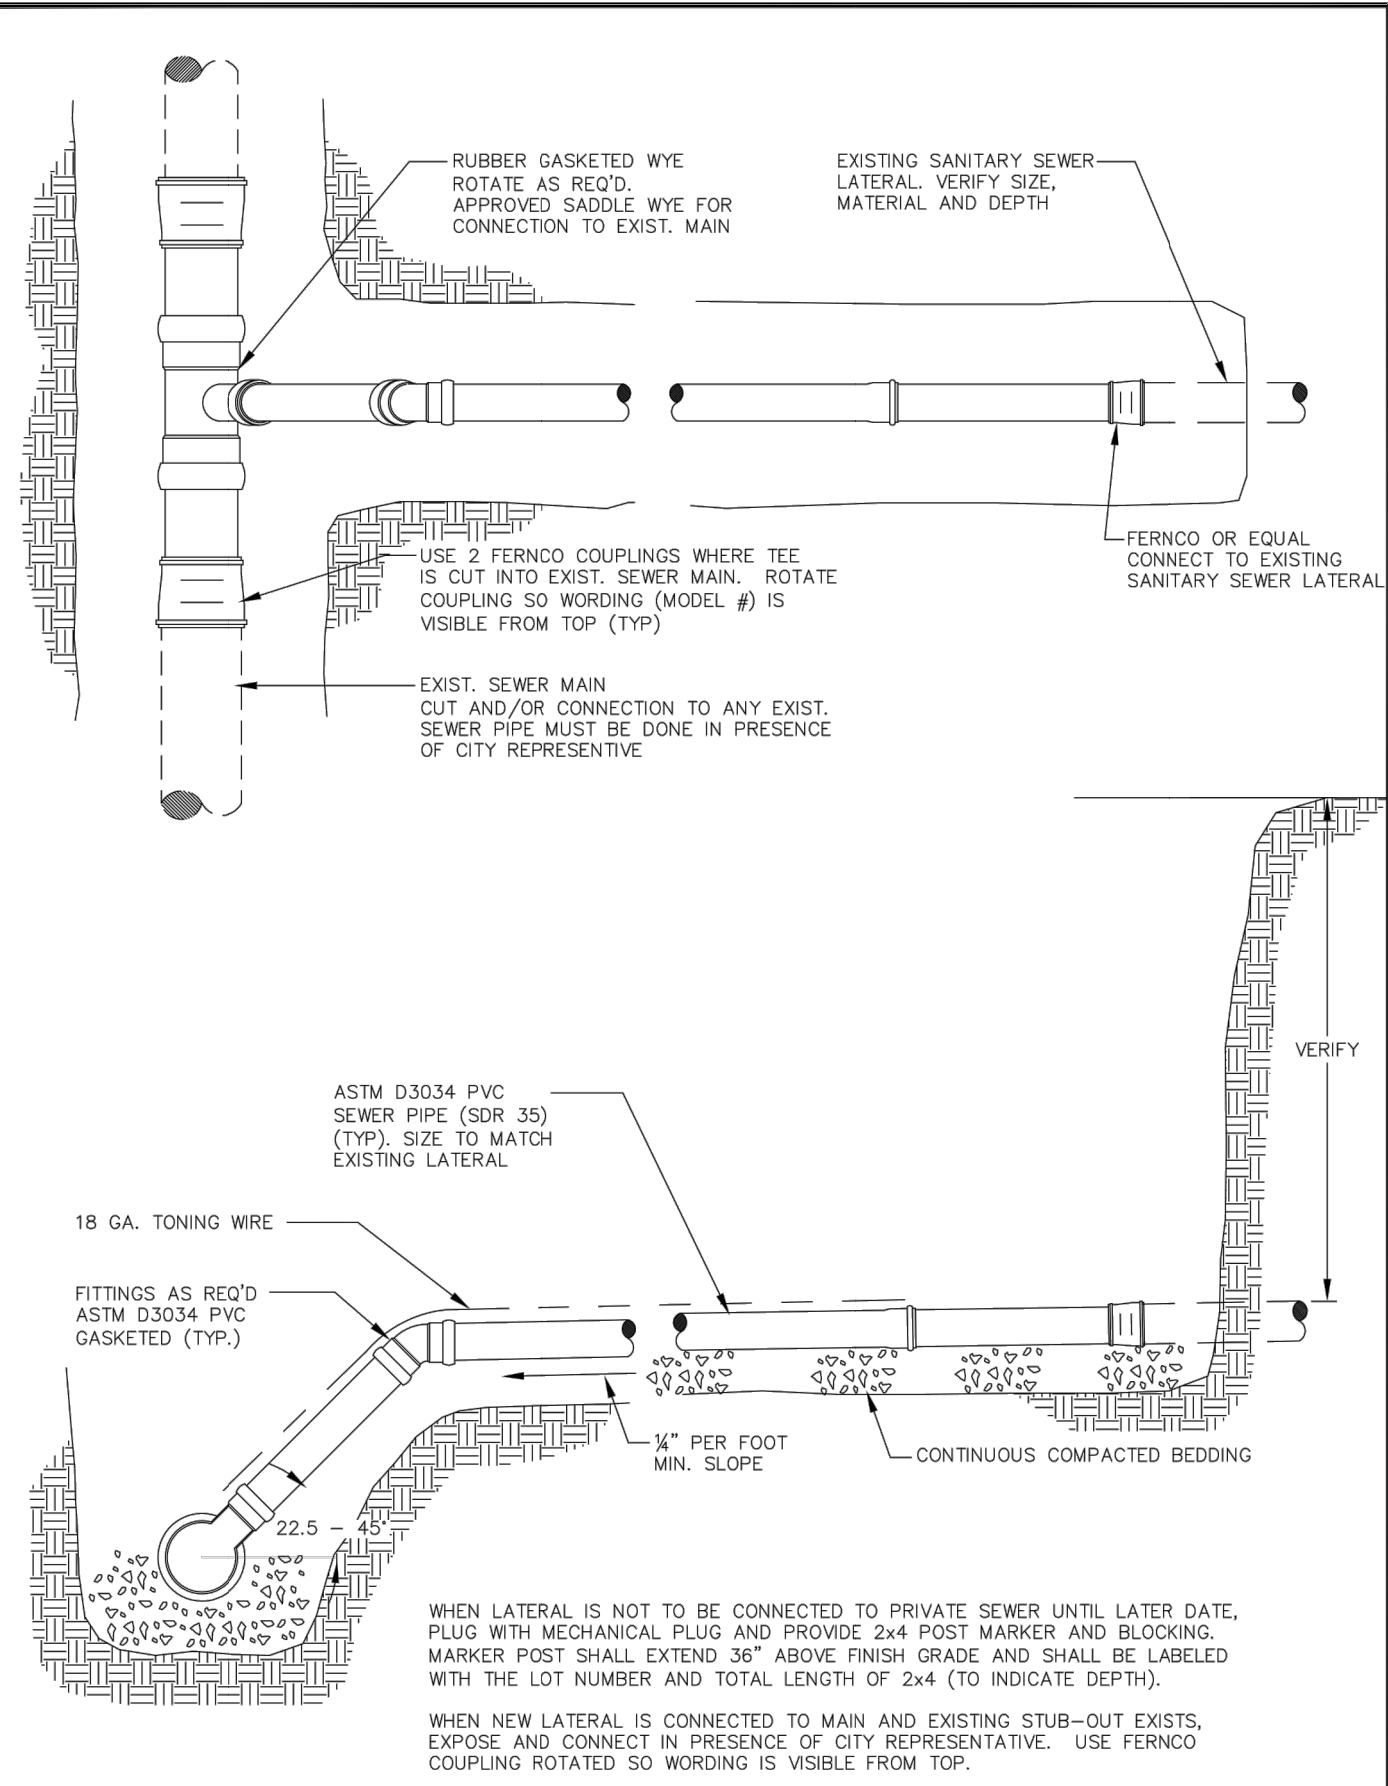 RUBBER GASKETED WYE
ROTATE AS REQ'D.
APPROVED SADDLE WYE FOR
CONNECTION TO EXIST. MAIN
EXISTING SANITARY SEWER
LATERAL. VERIFY SIZE,
MATERIAL AND DEPTH
USE 2 FERNCO COUPLINGS WHERE TEE
IS CUT INTO EXIST. SEWER MAIN. ROTATE
COUPLING SO WORDING (MODEL #) IS
VISIBLE FROM TOP (TYP)
FERNCO OR EQUAL
CONNECT TO EXISTING
SANITARY SEWER LATERAL
EXIST. SEWER MAIN
CUT AND/OR CONNECTION TO ANY EXIST.
SEWER PIPE MUST BE DONE IN PRESENCE
OF CITY REPRESENTIVE
VERIFY
ASTM D3034 PVC
SEWER PIPE (SDR 35)
(TYP). SIZE TO MATCH
EXISTING LATERAL
18 GA. TONING WIRE
FITTINGS AS REQ'D
ASTM D3034 PVC
GASKETED (TYP.)
¼" PER FOOT
MIN. SLOPE
CONTINUOUS COMPACTED BEDDING
22.5 - 45°
WHEN LATERAL IS NOT TO BE CONNECTED TO PRIVATE SEWER UNTIL LATER DATE,
PLUG WITH MECHANICAL PLUG AND PROVIDE 2x4 POST MARKER AND BLOCKING.
MARKER POST SHALL EXTEND 36" ABOVE FINISH GRADE AND SHALL BE LABELED
WITH THE LOT NUMBER AND TOTAL LENGTH OF 2x4 (TO INDICATE DEPTH).
WHEN NEW LATERAL IS CONNECTED TO MAIN AND EXISTING STUB-OUT EXISTS,
EXPOSE AND CONNECT IN PRESENCE OF CITY REPRESENTATIVE. USE FERNCO
COUPLING ROTATED SO WORDING IS VISIBLE FROM TOP.